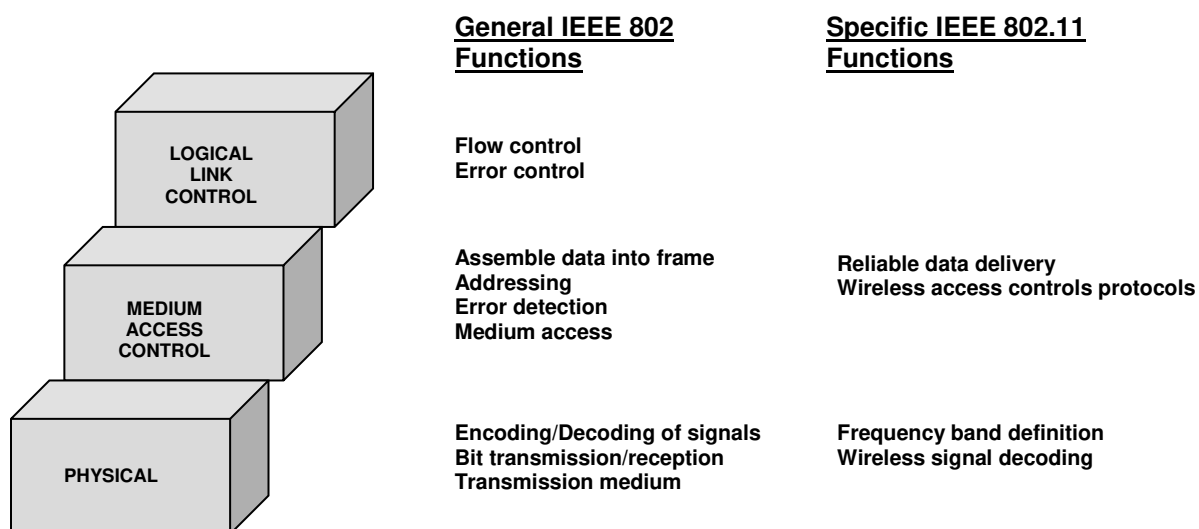 General IEEE 802
Functions
Specific IEEE 802.11
Functions
LOGICAL
LINK
CONTROL
Flow control
Error control
MEDIUM
ACCESS
CONTROL
Assemble data into frame
Addressing
Error detection
Medium access
Reliable data delivery
Wireless access controls protocols
PHYSICAL
Encoding/Decoding of signals
Bit transmission/reception
Transmission medium
Frequency band definition
Wireless signal decoding